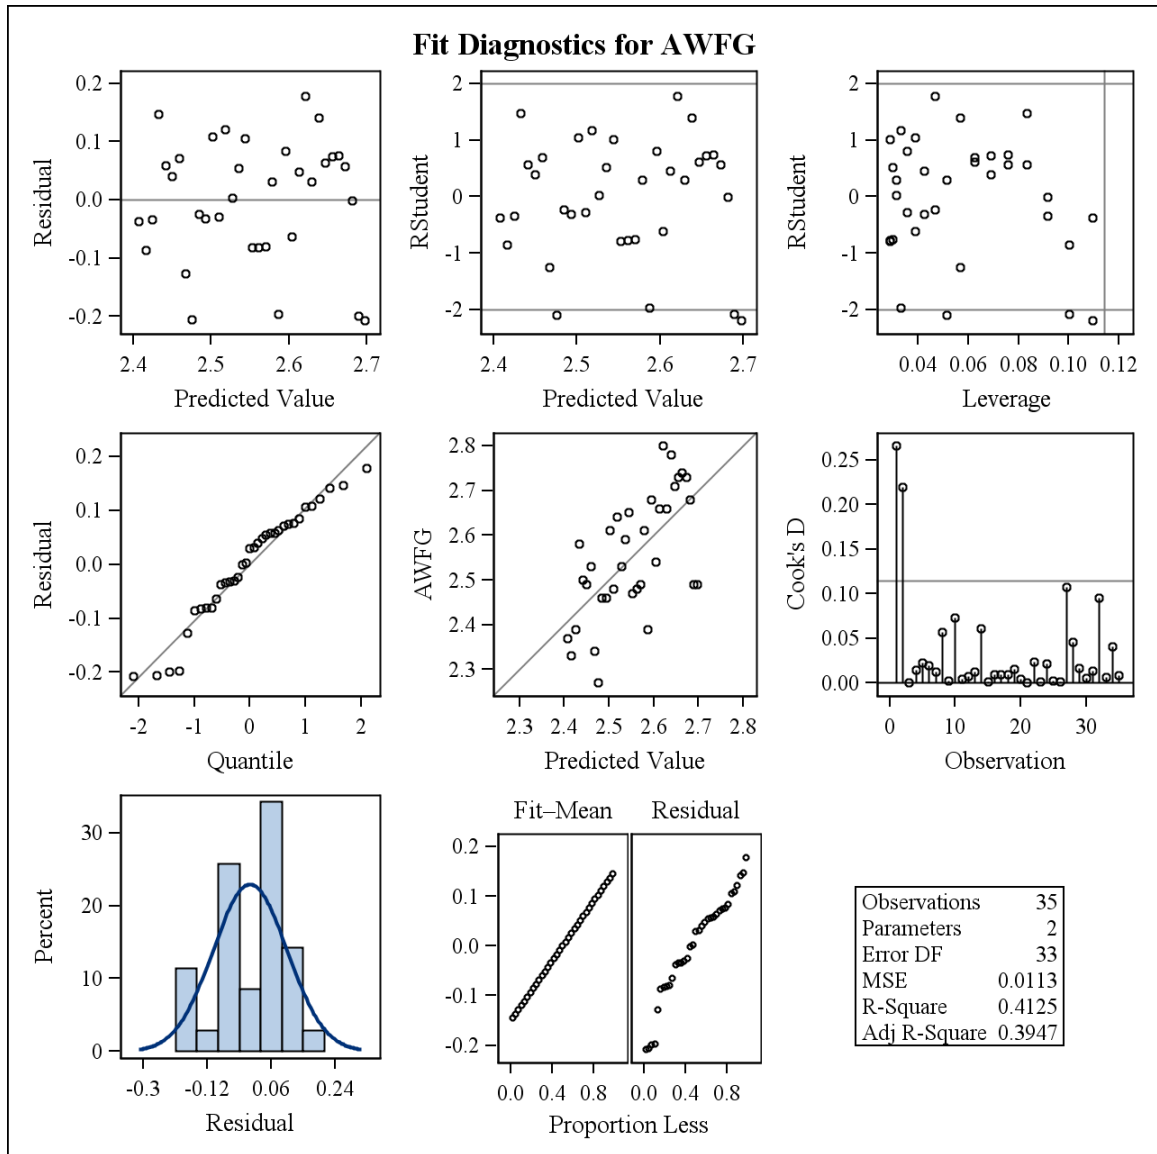 Fit Diagnostics for AWFG
0.2
0.1
0.0
-0.1
-0.2
Residual
2.4 2.5 2.6 2.7
Predicted Value
2
1
0
-1
-2
RStudent
2.4 2.5 2.6 2.7
Predicted Value
2
1
0
-1
-2
RStudent
0.04 0.06 0.08 0.10 0.12
Leverage
0.2
0.1
0.0
-0.1
-0.2
Residual
-2 -1 0 1 2
Quantile
2.8
2.7
2.6
2.5
2.4
2.3
AWFG
2.3 2.4 2.5 2.6 2.7 2.8
Predicted Value
0.25
0.20
0.15
0.10
0.05
0.00
Cook's D
0 10 20 30
Observation
30
20
10
0
Percent
-0.3 -0.12 0.06 0.24
Residual
Fit–Mean Residual
0.2
0.1
0.0
-0.1
-0.2
0.0 0.4 0.8 0.0 0.4 0.8
Proportion Less
Observations 35
Parameters 2
Error DF 33
MSE 0.0113
R-Square 0.4125
Adj R-Square 0.3947